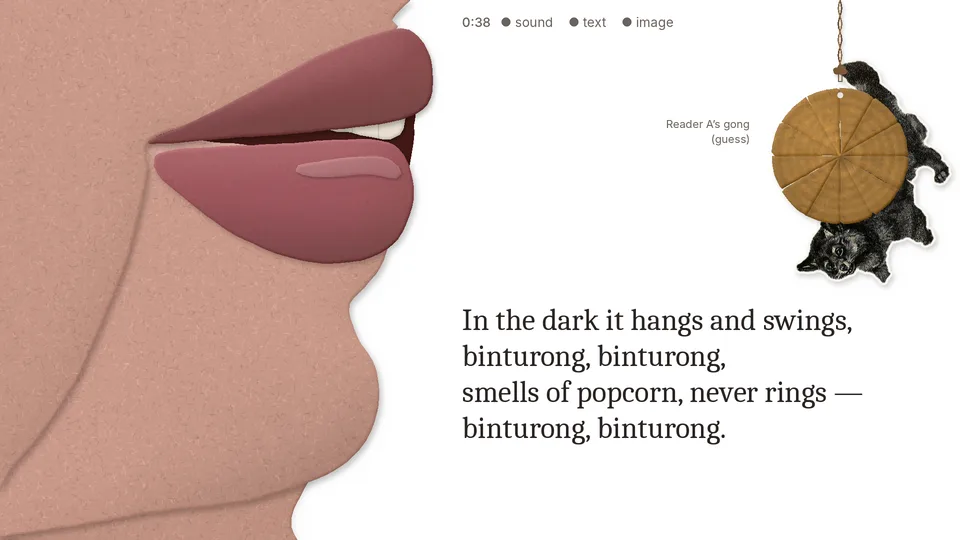 0:38 ● sound ● text ● image
Reader A's gong
(guess)
In the dark it hangs and swings,
binturong, binturong,
smells of popcorn, never rings —
binturong, binturong.